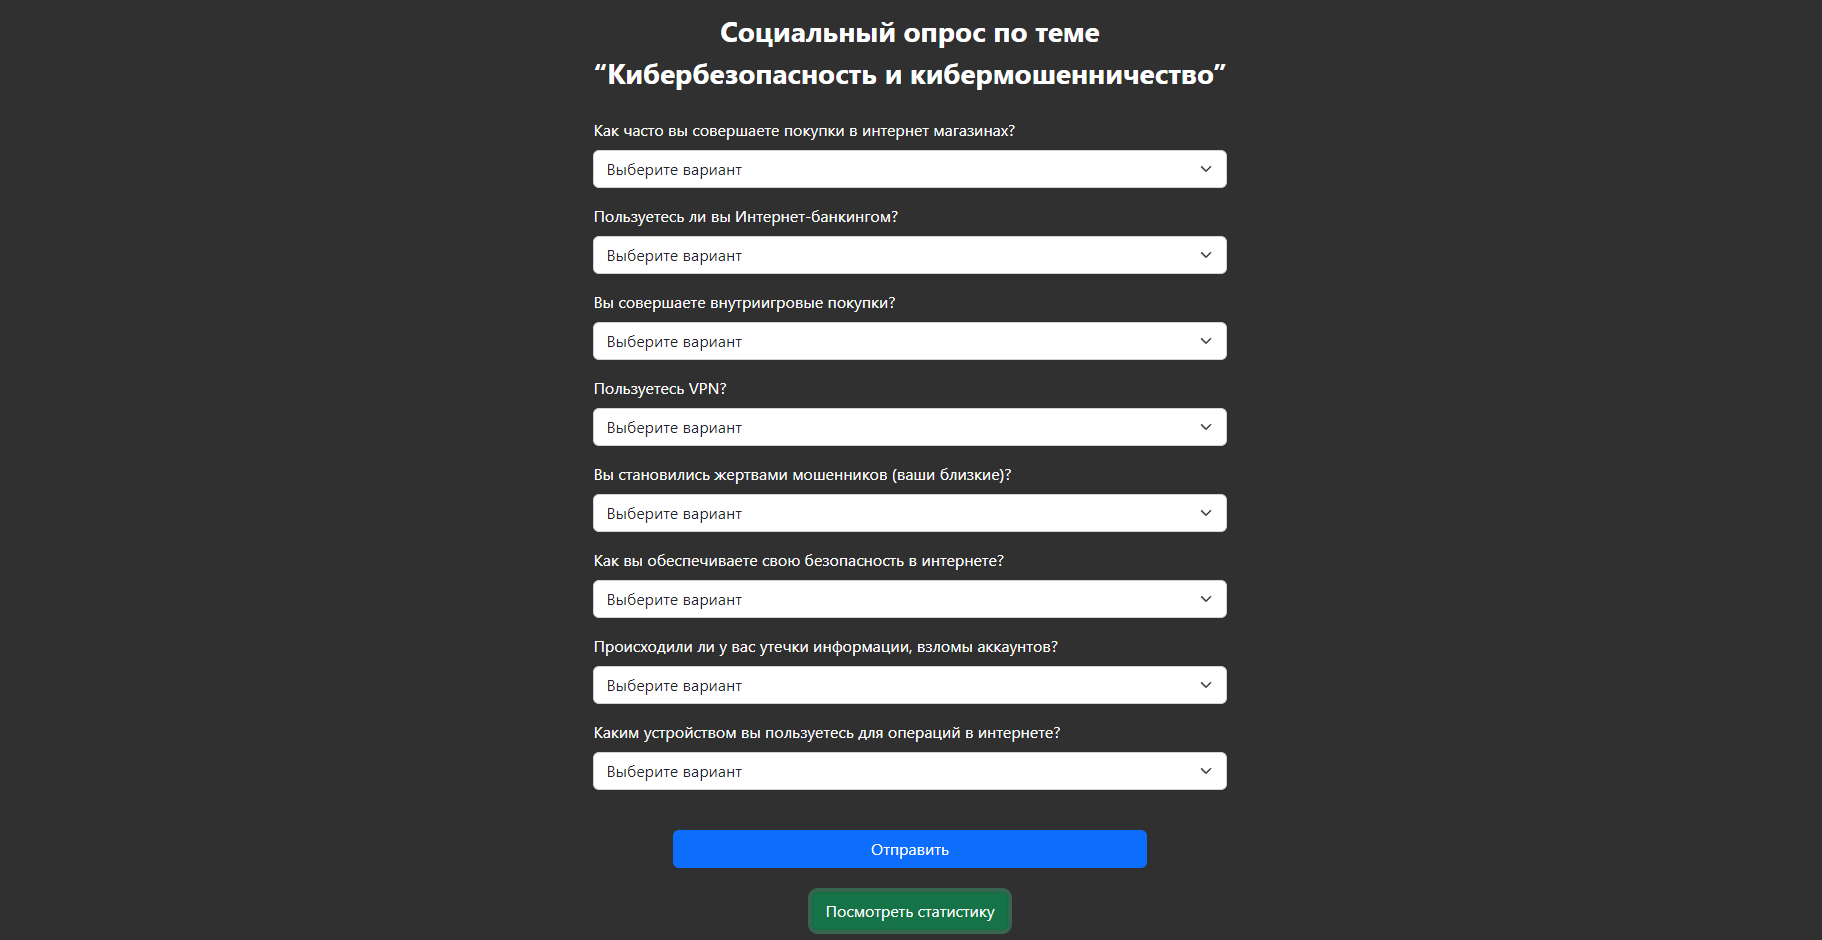 Социальный опрос по теме
“Кибербезопасность и кибермошенничество”
Как часто вы совершаете покупки в интернет магазинах?
Выберите вариант
Пользуетесь ли вы Интернет-банкингом?
Выберите вариант
Вы совершаете внутриигровые покупки?
Выберите вариант
Пользуетесь VPN?
Выберите вариант
Вы становились жертвами мошенников (ваши близкие)?
Выберите вариант
Как вы обеспечиваете свою безопасность в интернете?
Выберите вариант
Происходили ли у вас утечки информации, взломы аккаунтов?
Выберите вариант
Каким устройством вы пользуетесь для операций в интернете?
Выберите вариант
Отправить
Посмотреть статистику